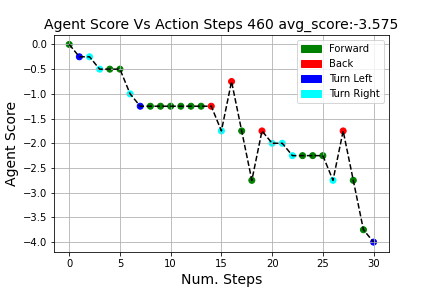 Agent Score Vs Action Steps 460 avg_score:-3.575
Agent Score
0.0
−0.5
−1.0
−1.5
−2.0
−2.5
−3.0
−3.5
−4.0
Forward
Back
Turn Left
Turn Right
0 5 10 15 20 25 30
Num. Steps